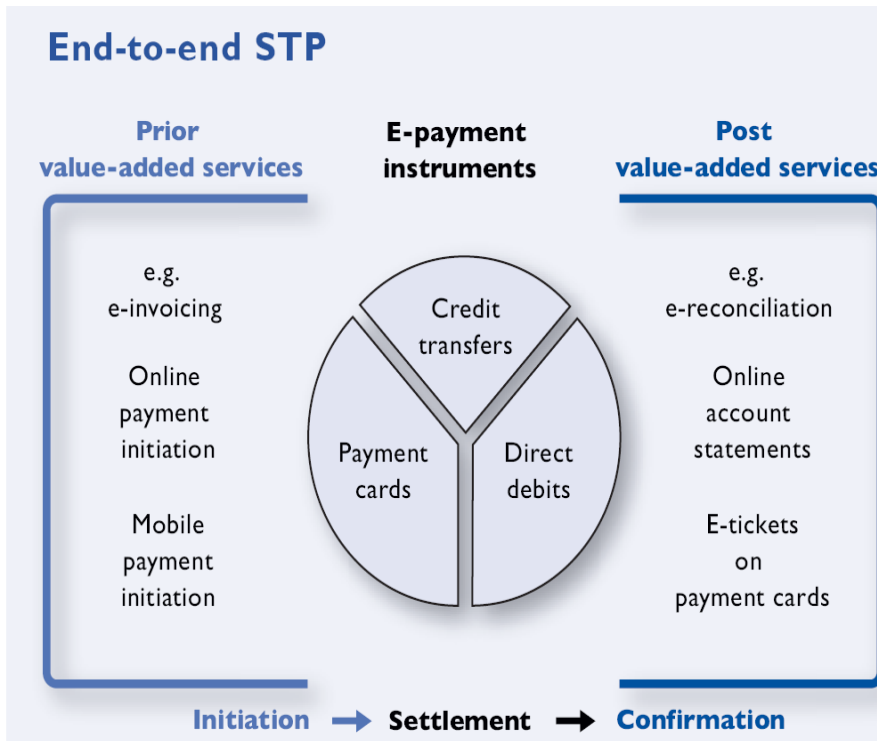 End-to-end STP
Prior
value-added services
E-payment
instruments
Post
value-added services
e.g.
e-invoicing
Online
payment
initiation
Mobile
payment
initiation
Credit
transfers
Payment
cards
Direct
debits
e.g.
e-reconciliation
Online
account
statements
E-tickets
on
payment cards
Initiation → Settlement → Confirmation